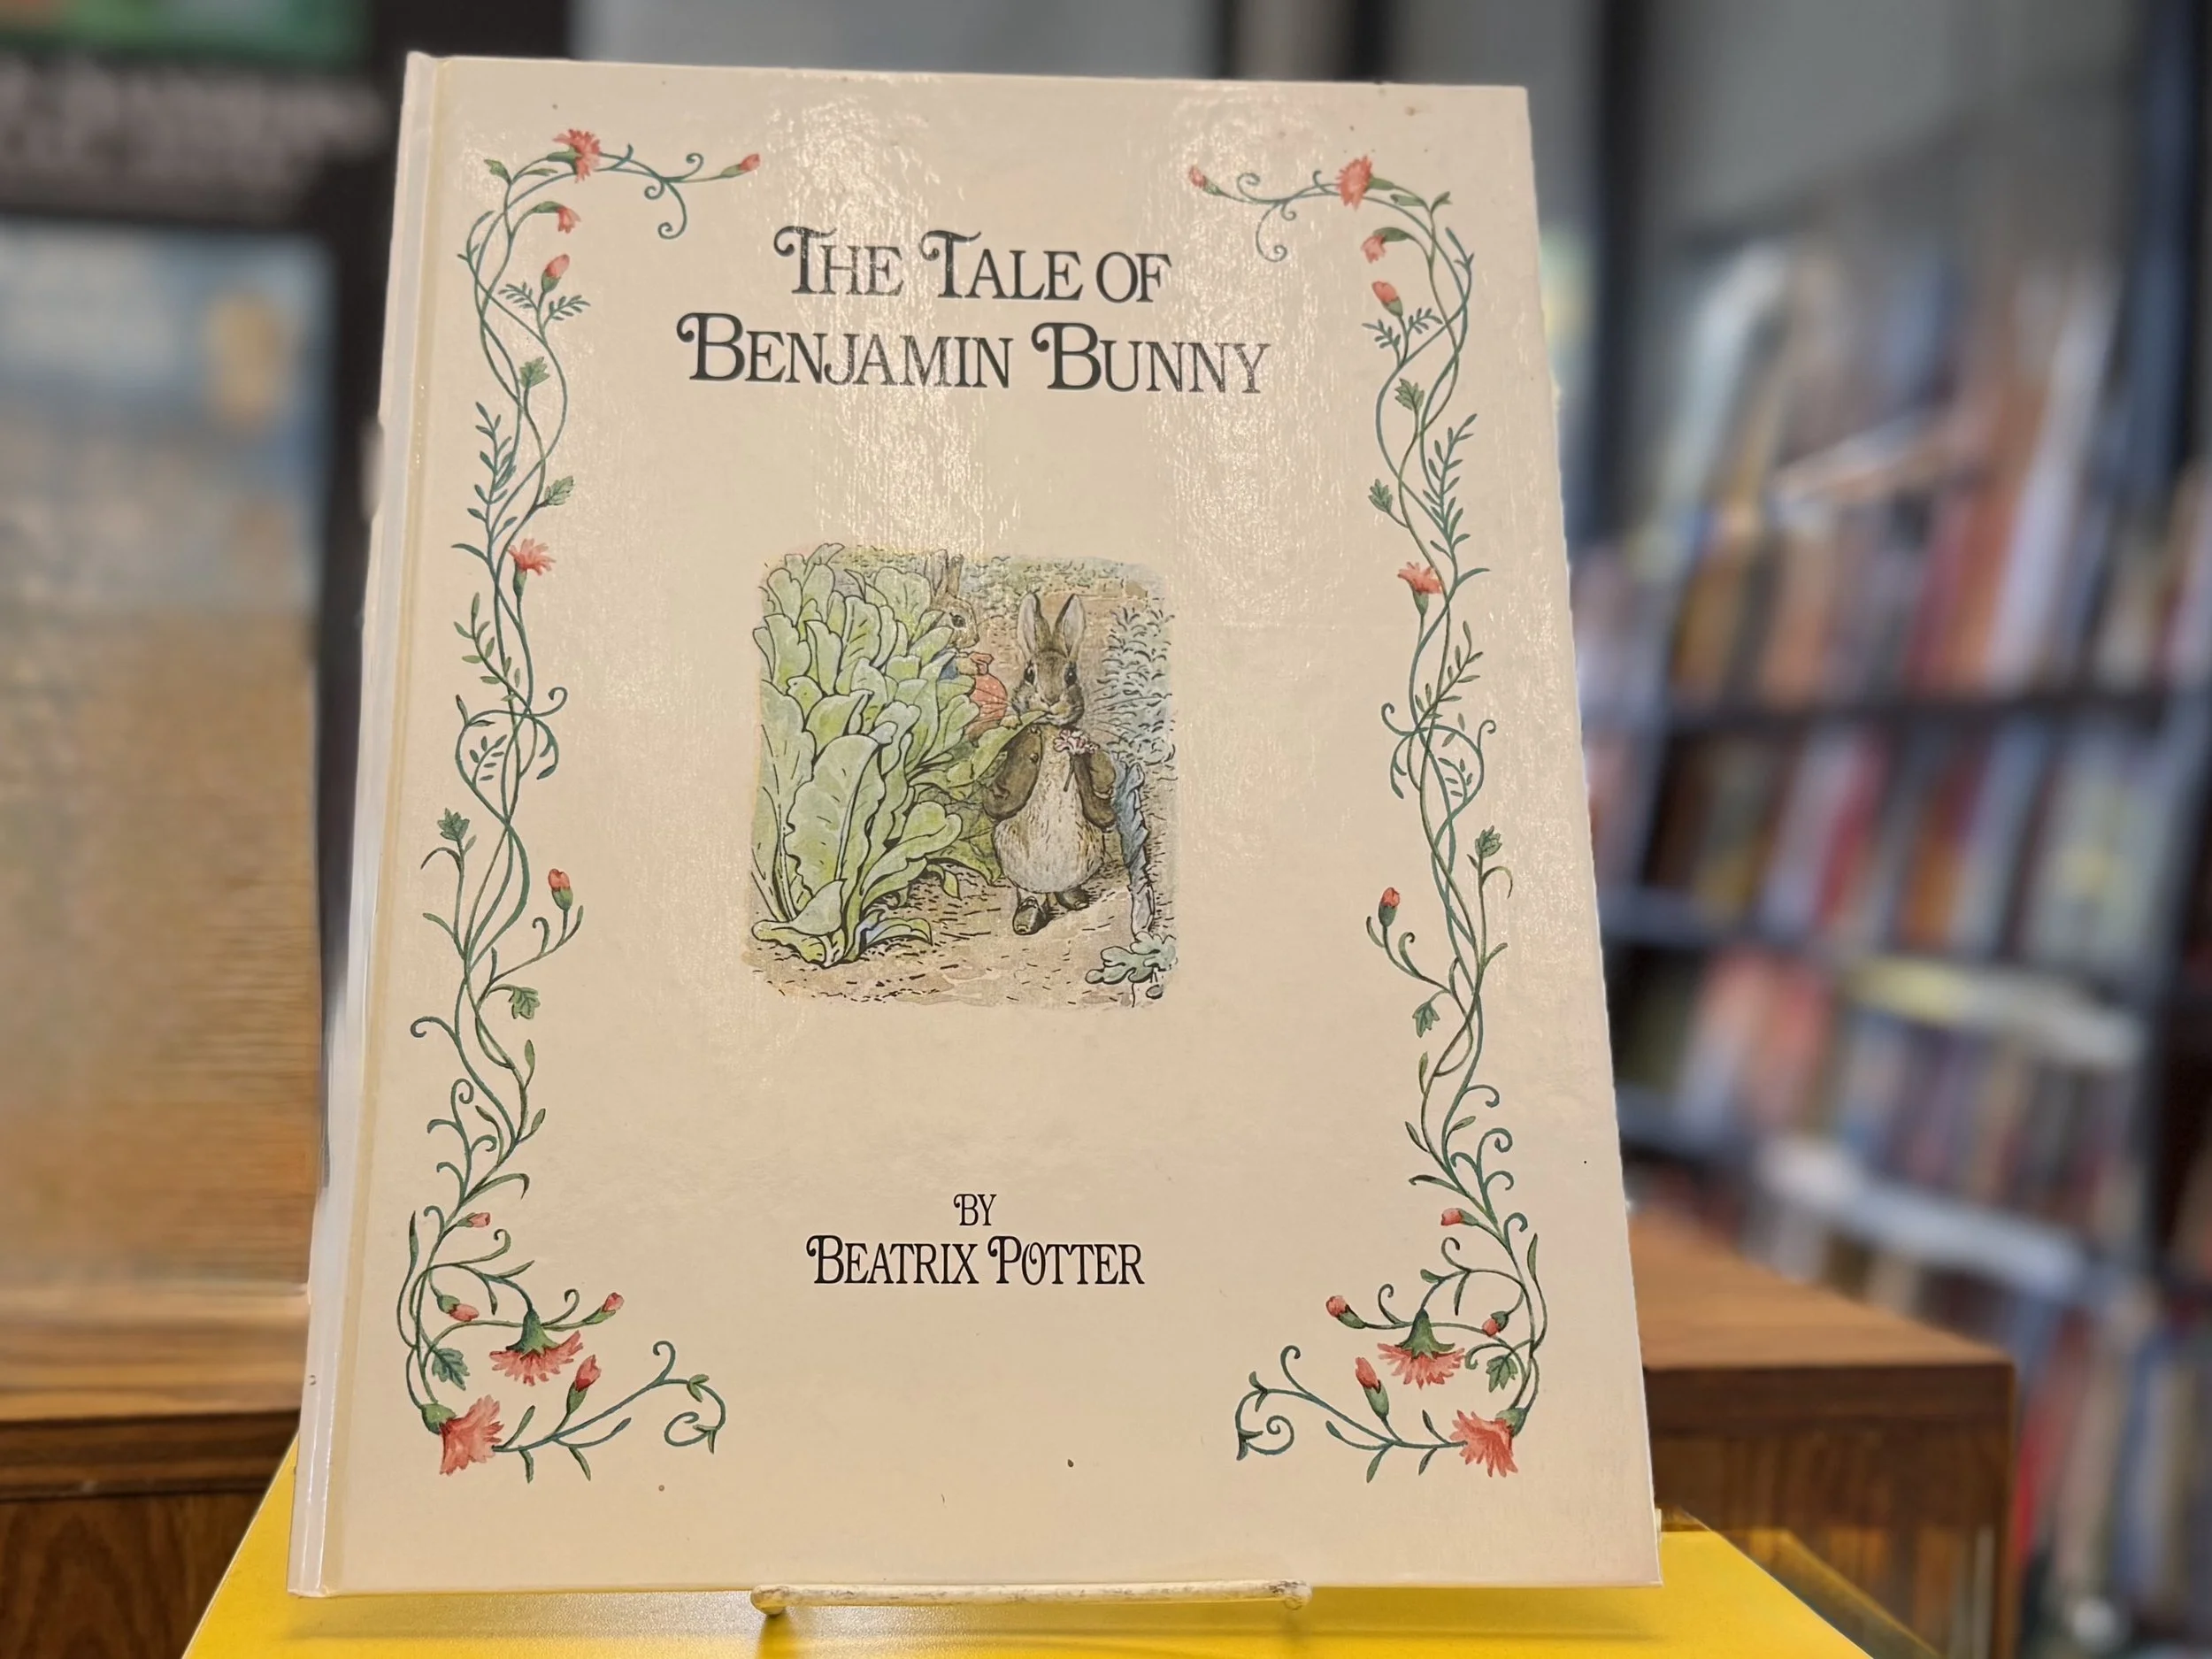 THE TALE OF
BENJAMIN BUNNY
BY
BEATRIX POTTER